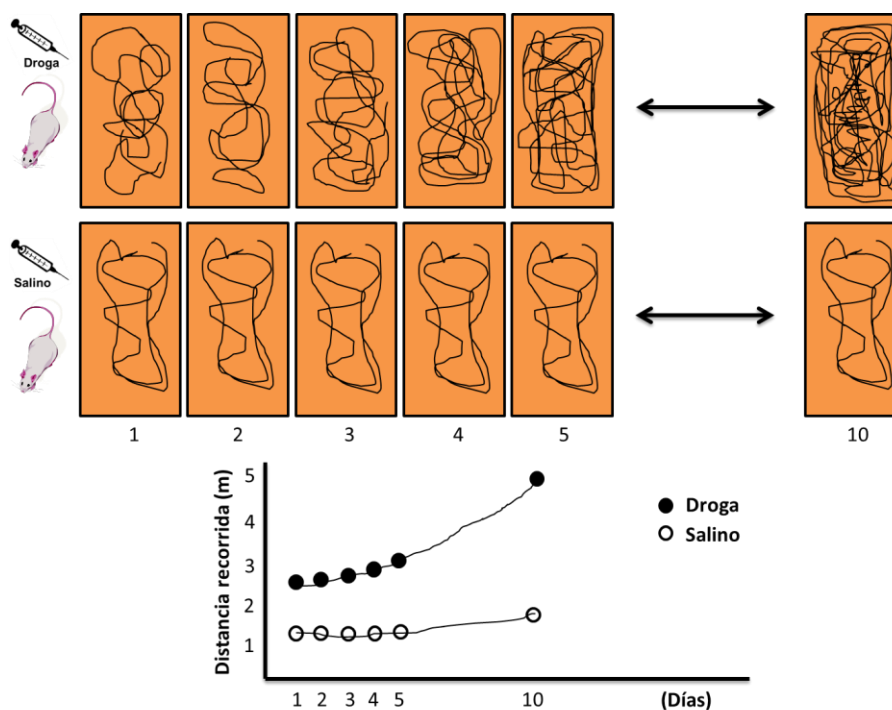 Droga
Salino
1 2 3 4 5 10
Distancia recorrida (m)
5
4
3
2
1
Droga
Salino
1 2 3 4 5 10 (Días)